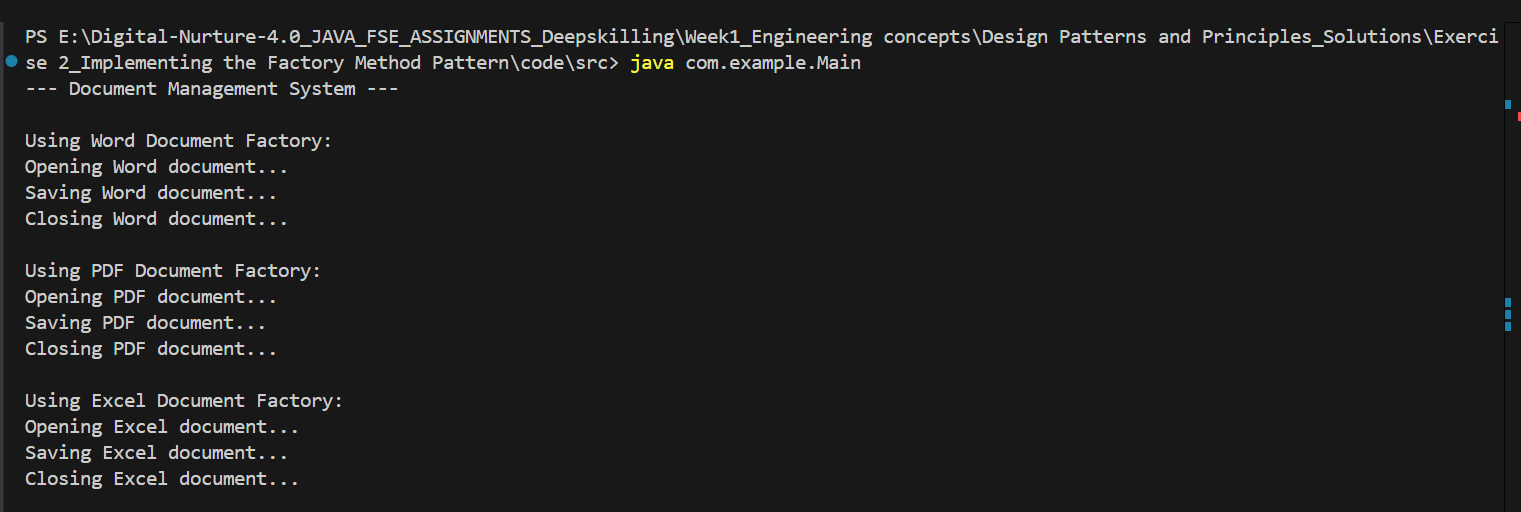 PS E:\Digital-Nurture-4.0_JAVA_FSE_ASSIGNMENTS_Deepskilling\Week1_Engineering concepts\Design Patterns and Principles_Solutions\Exerci
se 2_Implementing the Factory Method Pattern\code\src> java com.example.Main
--- Document Management System ---
Using Word Document Factory:
Opening Word document...
Saving Word document...
Closing Word document...
Using PDF Document Factory:
Opening PDF document...
Saving PDF document...
Closing PDF document...
Using Excel Document Factory:
Opening Excel document...
Saving Excel document...
Closing Excel document...